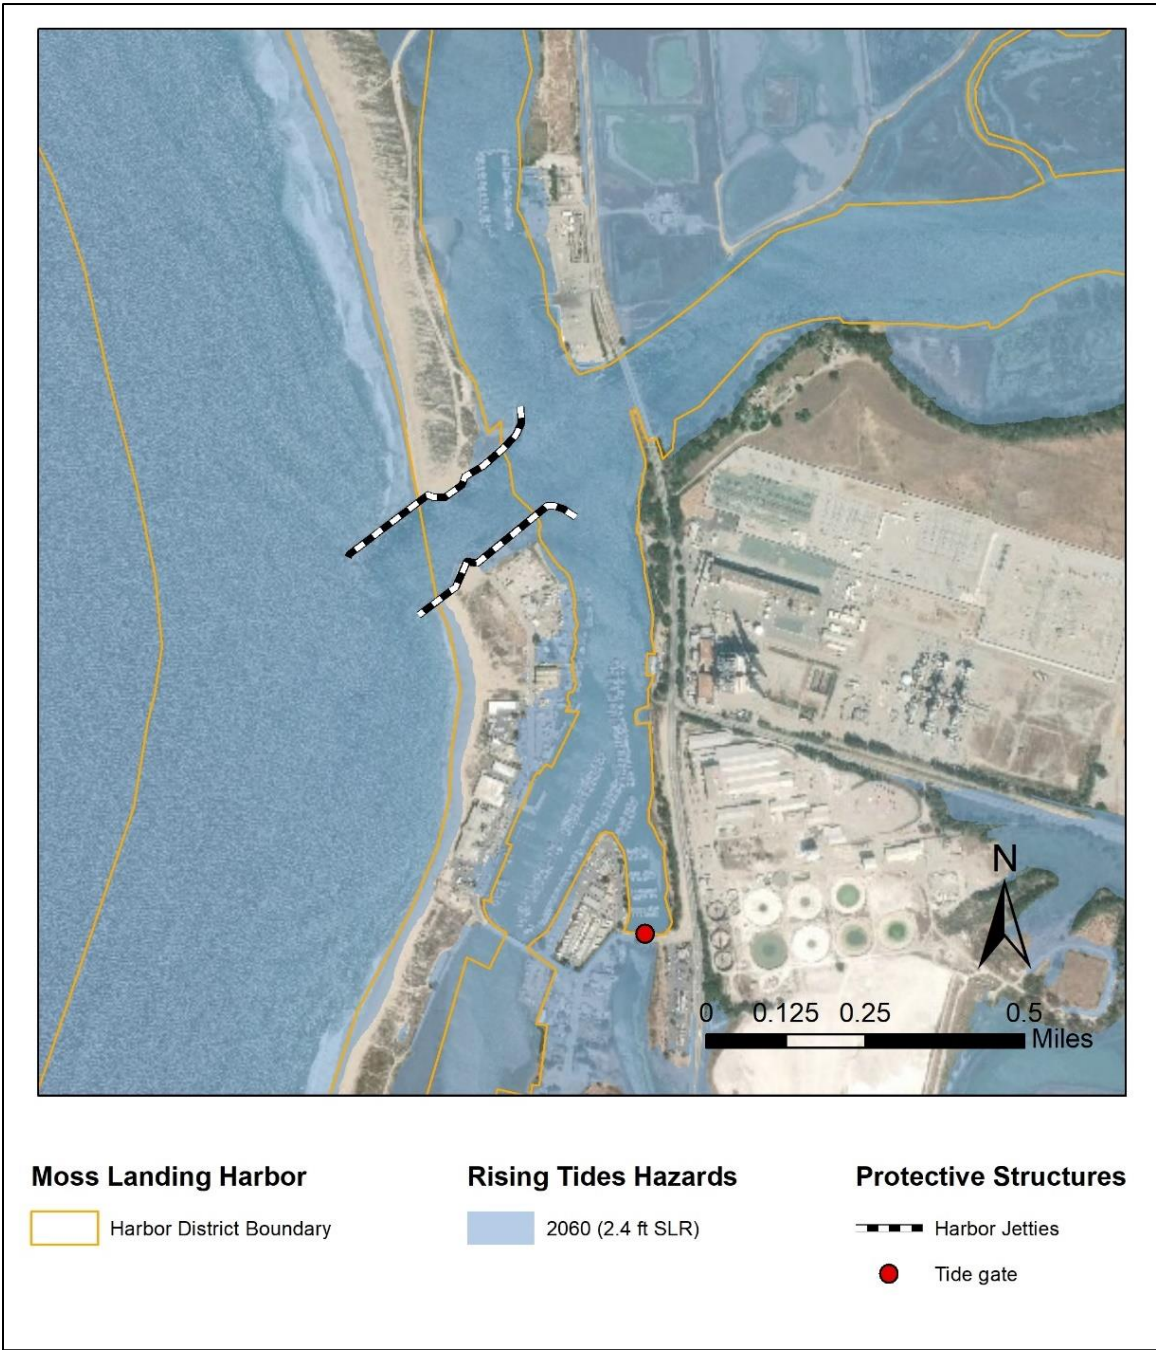 N
0 0.125 0.25 0.5
Miles
Moss Landing Harbor
Harbor District Boundary
Rising Tides Hazards
2060 (2.4 ft SLR)
Protective Structures
Harbor Jetties
Tide gate